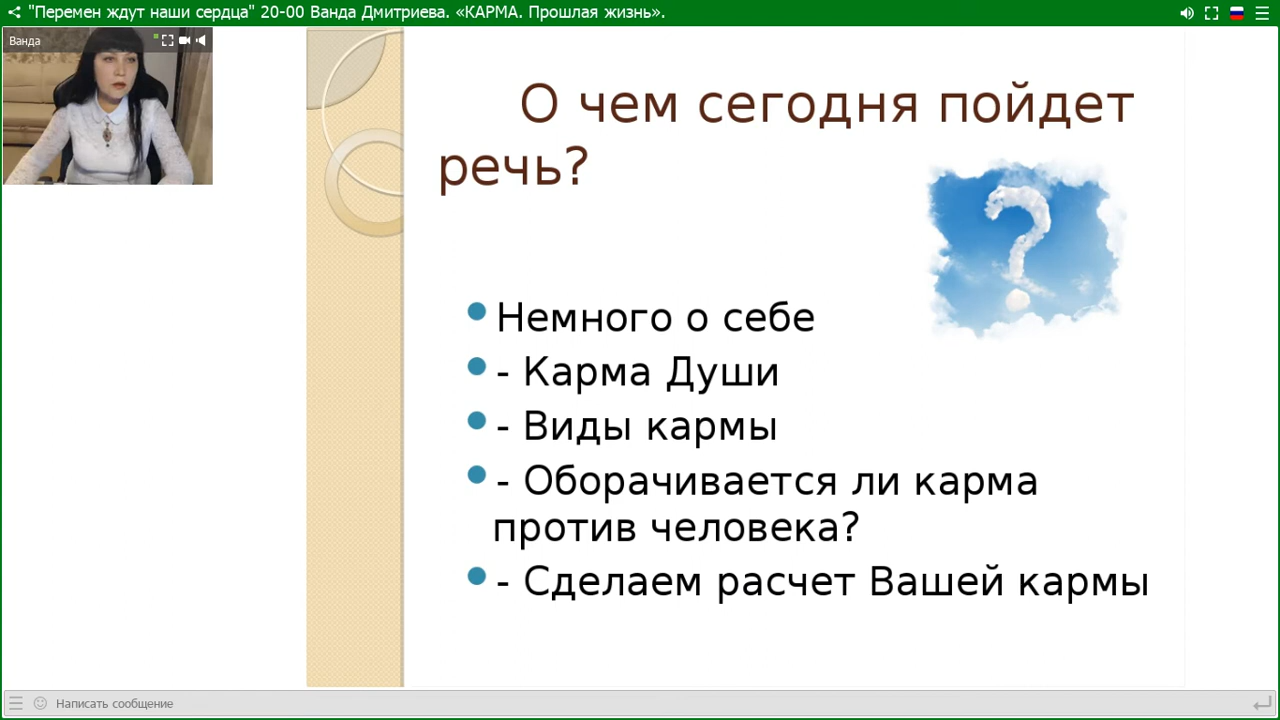 "Перемен ждут наши сердца" 20-00 Ванда Дмитриева. «КАРМА. Прошлая жизнь».
Ванда
О чем сегодня пойдет
речь?
Немного о себе
- Карма Души
- Виды кармы
- Оборачивается ли карма
против человека?
- Сделаем расчет Вашей кармы
Написать сообщение